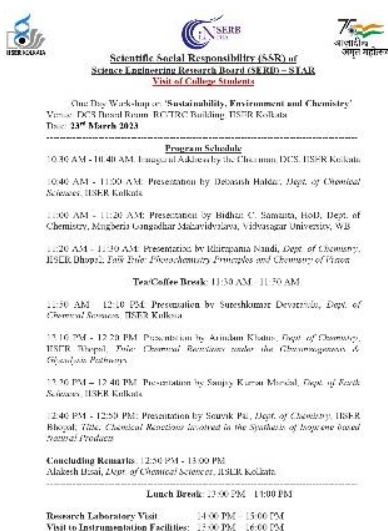 IISER KOLKATA
SERB
75
आज़ादी का
अमृत महोत्सव
Scientific Social Responsibility (SSR) of
Science Engineering Research Board (SERB) – STAR
Visit of College Students
One Day Work-shop on 'Sustainability, Environment and Chemistry'
Venue: DCS Board Room, RC/TRC Building, IISER Kolkata
Date: 23rd March 2023
Program Schedule
10:30 AM - 10:40 AM: Inaugural Address by the Chairman, DCS, IISER Kolkata
10:40 AM - 11:00 AM: Presentation by Debasish Haldar, Dept. of Chemical
Sciences, IISER Kolkata
11:00 AM - 11:20 AM: Presentation by Bidhan C. Samanta, HoD, Dept. of
Chemistry, Mugberia Gangadhar Mahavidyalaya, Vidyasagar University, WB
11:20 AM - 11:30 AM: Presentation by Rhitupama Nandi, Dept. of Chemistry,
IISER Bhopal; Talk Title: Photochemistry Principles and Chemistry of Vision
Tea/Coffee Break: 11:30 AM - 11:50 AM
11:50 AM - 12:10 PM: Presentation by Sureshkumar Devarajulu, Dept. of
Chemical Sciences, IISER Kolkata
12:10 PM - 12:20 PM: Presentation by Arindam Khatua, Dept. of Chemistry,
IISER Bhopal, Title: Chemical Reactions under the Gluconeogenesis &
Glycolysis Pathways
12:20 PM – 12:40 PM: Presentation by Sanjay Kumar Mandal, Dept. of Earth
Sciences, IISER Kolkata
12:40 PM - 12:50 PM: Presentation by Souvik Pal, Dept. of Chemistry, IISER
Bhopal; Title: Chemical Reactions Involved in the Synthesis of Isoprene based
Natural Products
Concluding Remarks: 12:50 PM - 13:00 PM
Alakesh Bisai, Dept. of Chemical Sciences, IISER Kolkata
Lunch Break: 13:00 PM - 14:00 PM
Research Laboratory Visit 14:00 PM – 15:00 PM
Visit to Instrumentation Facilities: 15:00 PM – 16:00 PM